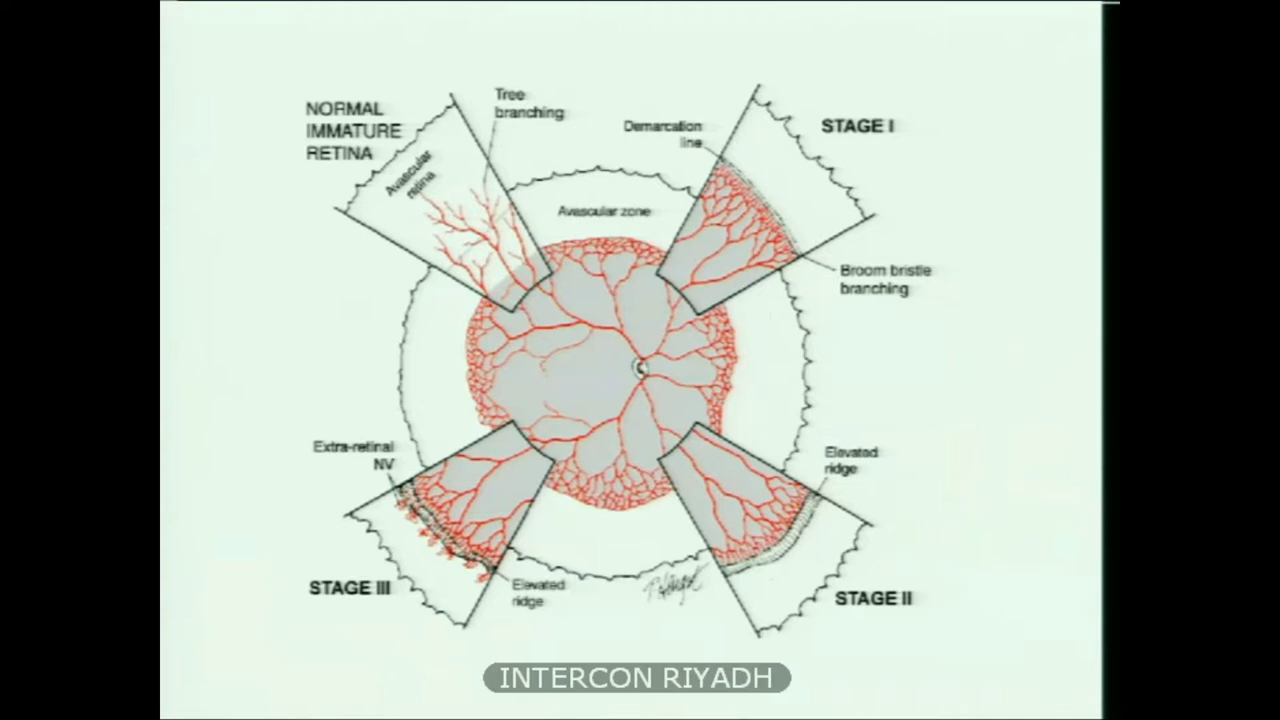 NORMAL
IMMATURE
RETINA
Avascular
retina
Tree
branching
Avascular zone
Demarcation
line
STAGE I
Broom bristle
branching
Extra-retinal
NV
STAGE III
Elevated
ridge
Elevated
ridge
STAGE II
INTERCON RIYADH